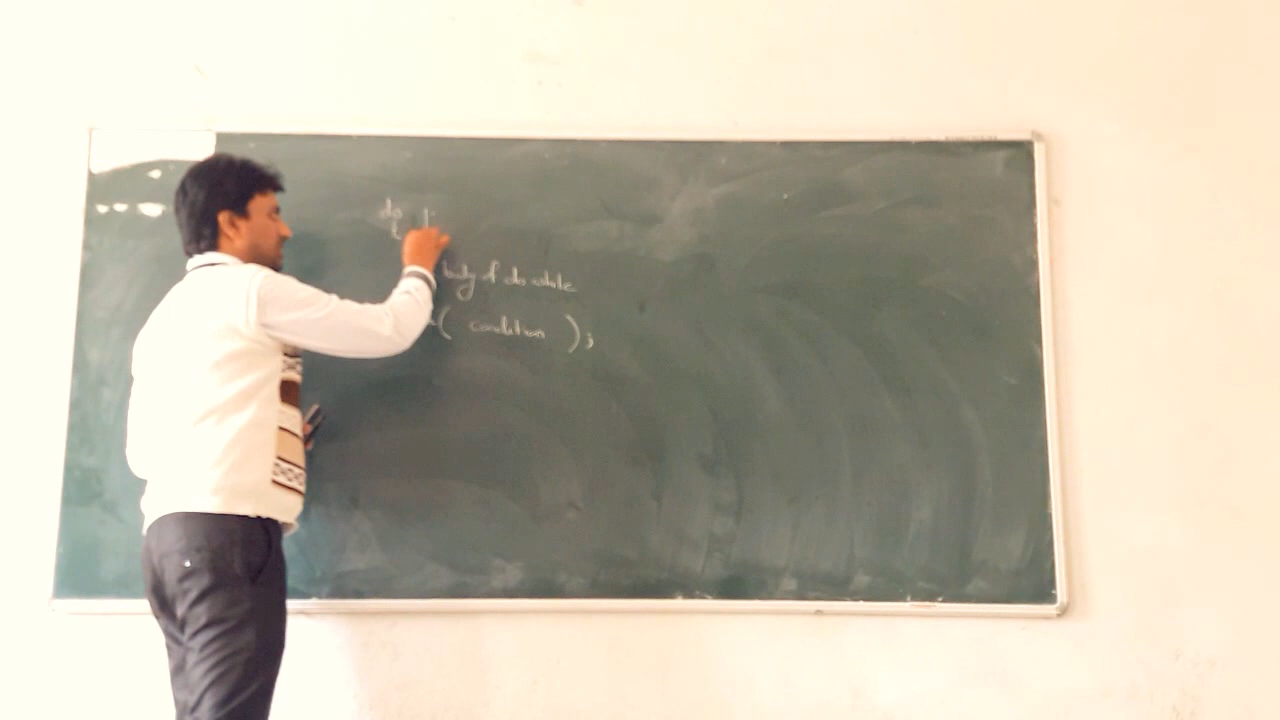 do
{
body of do while
( condition );